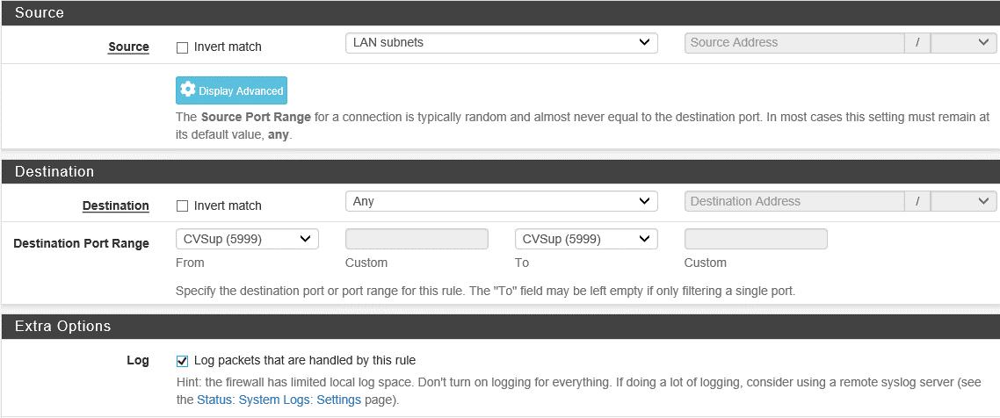 Source
Source Invert match LAN subnets Source Address /
Display Advanced
The Source Port Range for a connection is typically random and almost never equal to the destination port. In most cases this setting must remain at
its default value, any.
Destination
Destination Invert match Any Destination Address /
Destination Port Range CVSup (5999) CVSup (5999)
From Custom To Custom
Specify the destination port or port range for this rule. The "To" field may be left empty if only filtering a single port.
Extra Options
Log Log packets that are handled by this rule
Hint: the firewall has limited local log space. Don't turn on logging for everything. If doing a lot of logging, consider using a remote syslog server (see
the Status: System Logs: Settings page).